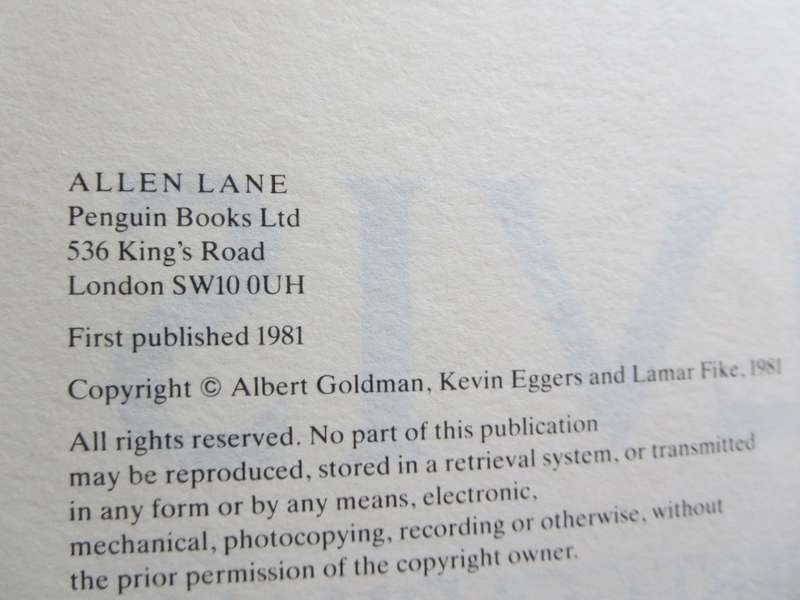 ALLEN LANE
Penguin Books Ltd
536 King's Road
London SW10 0UH
First published 1981
Copyright © Albert Goldman, Kevin Eggers and Lamar Fike, 1981
All rights reserved. No part of this publication
may be reproduced, stored in a retrieval system, or transmitted
in any form or by any means, electronic,
mechanical, photocopying, recording or otherwise, without
the prior permission of the copyright owner.